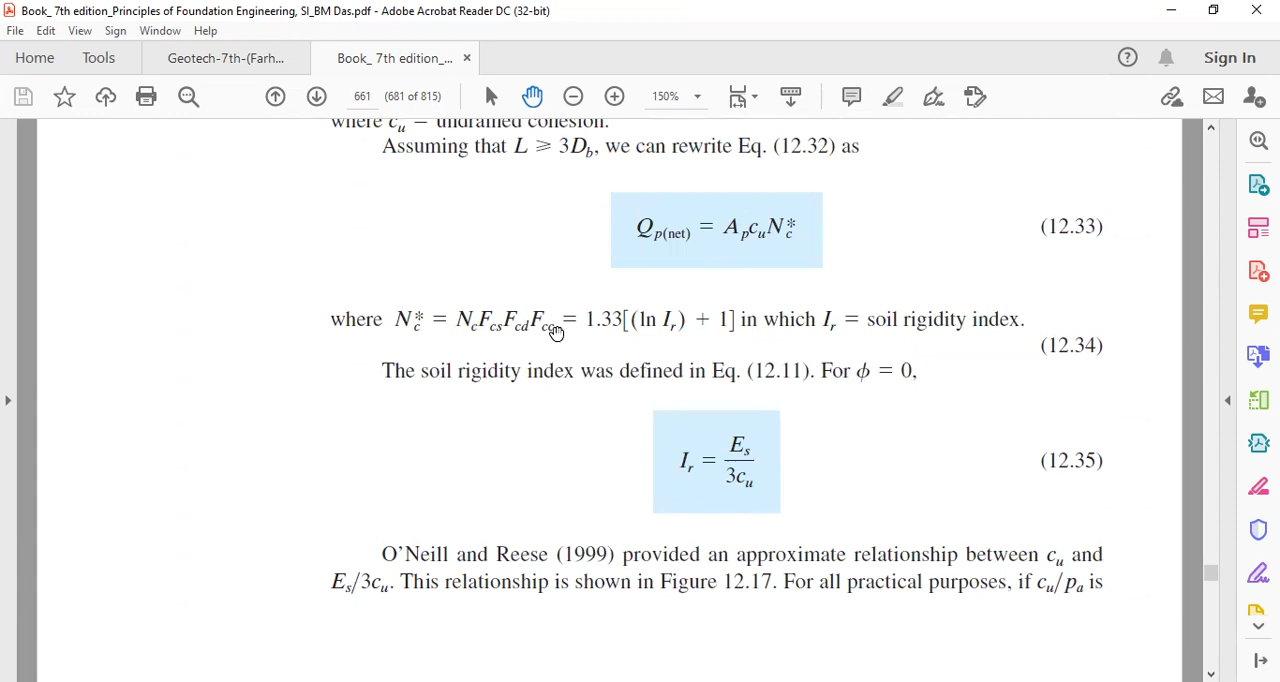 Book_ 7th edition_Principles of Foundation Engineering, SI_BM Das.pdf - Adobe Acrobat Reader DC (32-bit)
File Edit View Sign Window Help
Home Tools Geotech-7th-(Farh... Book_ 7th edition_... × Sign In
661 (681 of 815) 150%
where c_u = undrained cohesion.
Assuming that L ⩾ 3D_b, we can rewrite Eq. (12.32) as
Q_p(net) = A_p c_u N_c^* (12.33)
where N_c^* = N_c F_cs F_cd F_cc = 1.33[(ln I_r) + 1] in which I_r = soil rigidity index.
(12.34)
The soil rigidity index was defined in Eq. (12.11). For ϕ = 0,
I_r = E_s / 3c_u (12.35)
O'Neill and Reese (1999) provided an approximate relationship between c_u and
E_s/3c_u. This relationship is shown in Figure 12.17. For all practical purposes, if c_u/p_a is